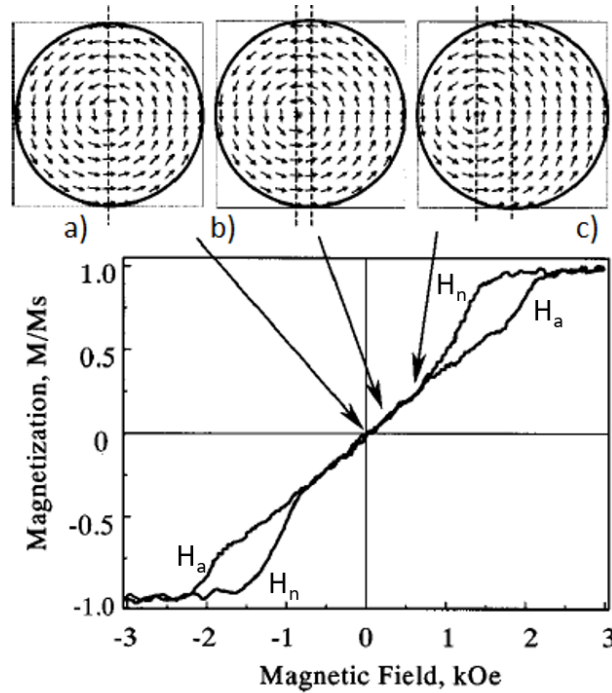 a)
b)
c)
1.0
0.5
0
-0.5
-1.0
Magnetization, M/Ms
Hn
Ha
Ha
Hn
-3
-2
-1
0
1
2
3
Magnetic Field, kOe